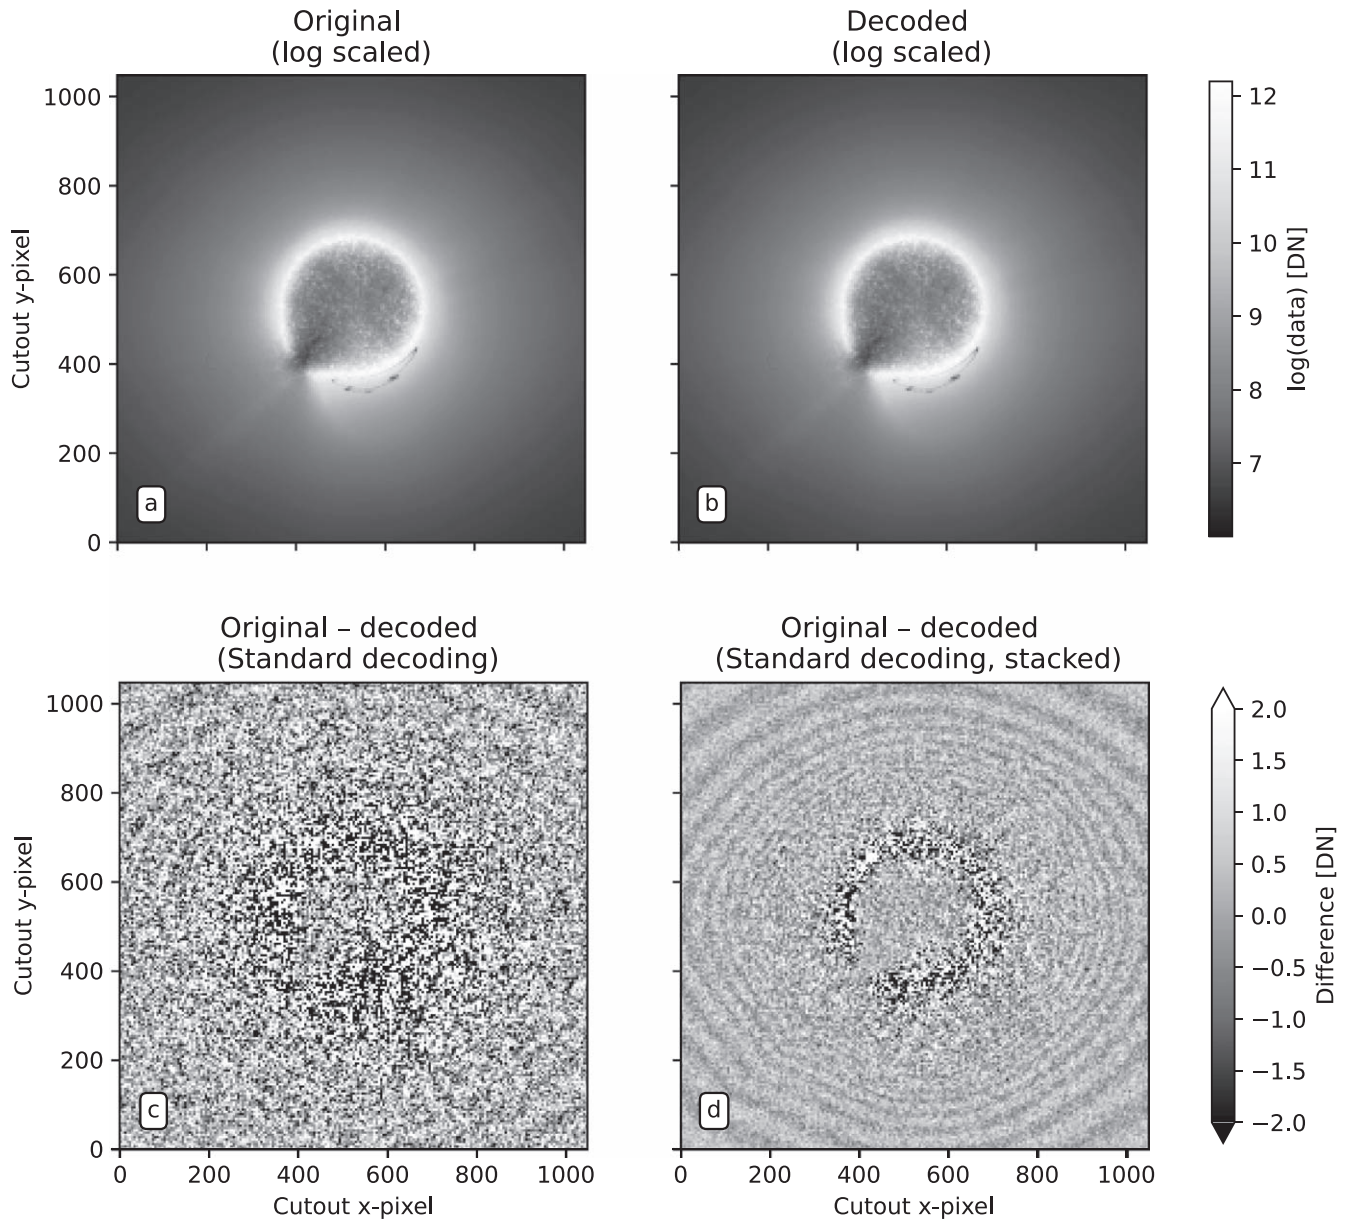 Original
(log scaled)
Decoded
(log scaled)
1000
800
600
400
200
0
Cutout y-pixel
a
b
12
11
10
9
8
7
log(data) [DN]
Original – decoded
(Standard decoding)
Original – decoded
(Standard decoding, stacked)
1000
800
600
400
200
0
Cutout y-pixel
c
d
0
200
400
600
800
1000
Cutout x-pixel
0
200
400
600
800
1000
Cutout x-pixel
2.0
1.5
1.0
0.5
0.0
−0.5
−1.0
−1.5
−2.0
Difference [DN]